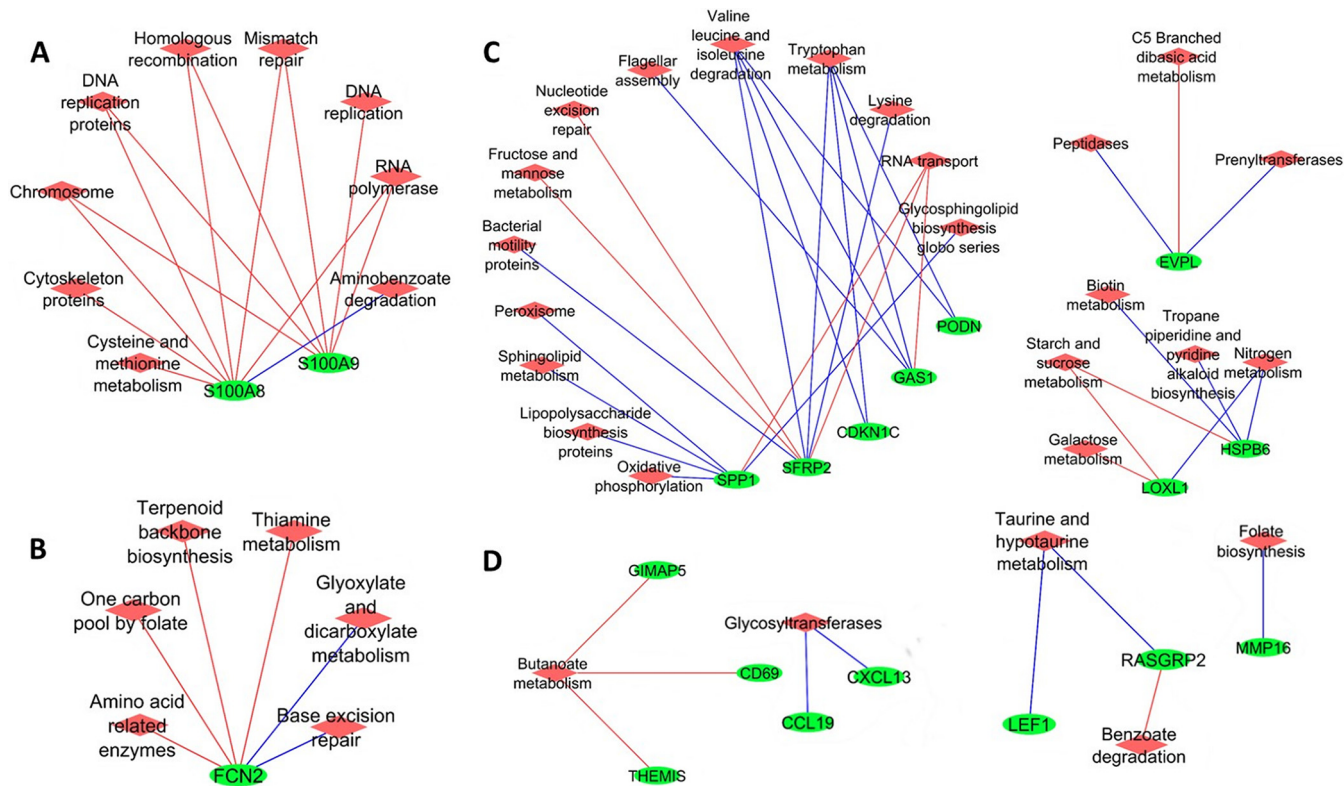 A
Homologous
recombination
Mismatch
repair
DNA
replication
proteins
DNA
replication
RNA
polymerase
Chromosome
Cytoskeleton
proteins
Aminobenzoate
degradation
Cysteine and
methionine
metabolism
S100A9
S100A8
B
Terpenoid
backbone
biosynthesis
Thiamine
metabolism
One carbon
pool by folate
Glyoxylate
and
dicarboxylate
metabolism
Amino acid
related
enzymes
Base excision
repair
FCN2
C
Valine
leucine and
isoleucine
degradation
Tryptophan
metabolism
Flagellar
assembly
Nucleotide
excision
repair
Lysine
degradation
Fructose and
mannose
metabolism
RNA transport
Bacterial
motility
proteins
Glycosphingolipid
biosynthesis
globo series
Peroxisome
Sphingolipid
metabolism
Lipopolysaccharide
biosynthesis
proteins
Oxidative
phosphorylation
PODN
GAS1
CDKN1C
SFRP2
SPP1
C5 Branched
dibasic acid
metabolism
Peptidases
Prenyltransferases
EVPL
Biotin
metabolism
Tropane
piperidine and
pyridine
alkaloid
biosynthesis
Starch and
sucrose
metabolism
Nitrogen
metabolism
Galactose
metabolism
HSPB6
LOXL1
D
GIMAP5
Butanoate
metabolism
CD69
THEMIS
Glycosyltransferases
CXCL13
CCL19
Taurine and
hypotaurine
metabolism
RASGRP2
LEF1
Benzoate
degradation
Folate
biosynthesis
MMP16